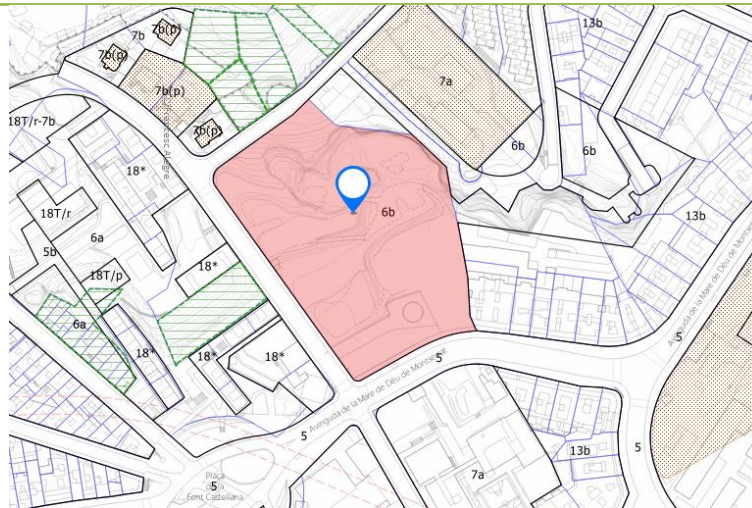 7b
7b(p)
7b(p)
7b(p)
7b(p)
13b
7a
18T/r-7b
6b
6b
18*
18T/r
6b
6a
13b
5b
18T/p
18*
6a
18*
18*
18*
5
5
Avinguda de la Mare de Déu de Montserrat
5
Plaça
de la
Font Castellana
5
7a
13b
5
Avinguda de la Mare de Déu de Montserrat